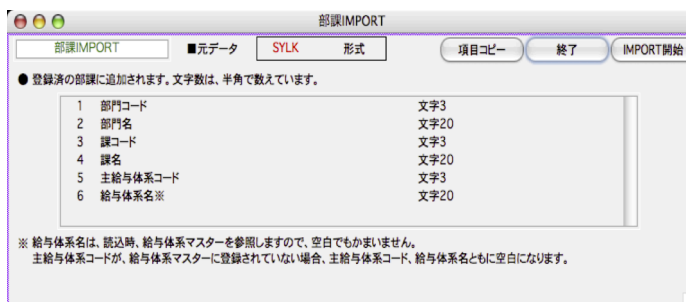 部課IMPORT
部課IMPORT ■元データ SYLK 形式 項目コピー 終了 IMPORT開始
● 登録済の部課に追加されます。文字数は、半角で数えています。
1 部門コード 文字3
2 部門名 文字20
3 課コード 文字3
4 課名 文字20
5 主給与体系コード 文字3
6 給与体系名※ 文字20
※ 給与体系名は、読込時、給与体系マスターを参照しますので、空白でもかまいません。
主給与体系コードが、給与体系マスターに登録されていない場合、主給与体系コード、給与体系名ともに空白になります。